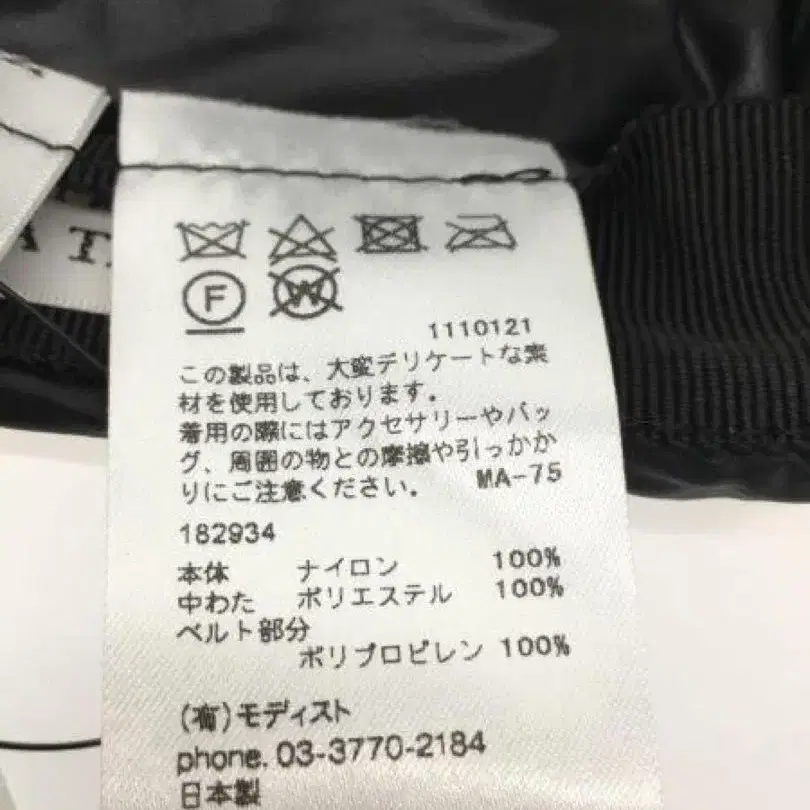 A T
F
W
1110121
この製品は、大変デリケートな素
材を使用しております。
着用の際にはアクセサリーやバッ
グ、周囲の物との摩擦や引っかか
りにご注意ください。 MA-75
182934
本体 ナイロン 100%
中わた ポリエステル 100%
ベルト部分
ポリプロピレン 100%
(有)モディスト
phone. 03-3770-2184
日本製